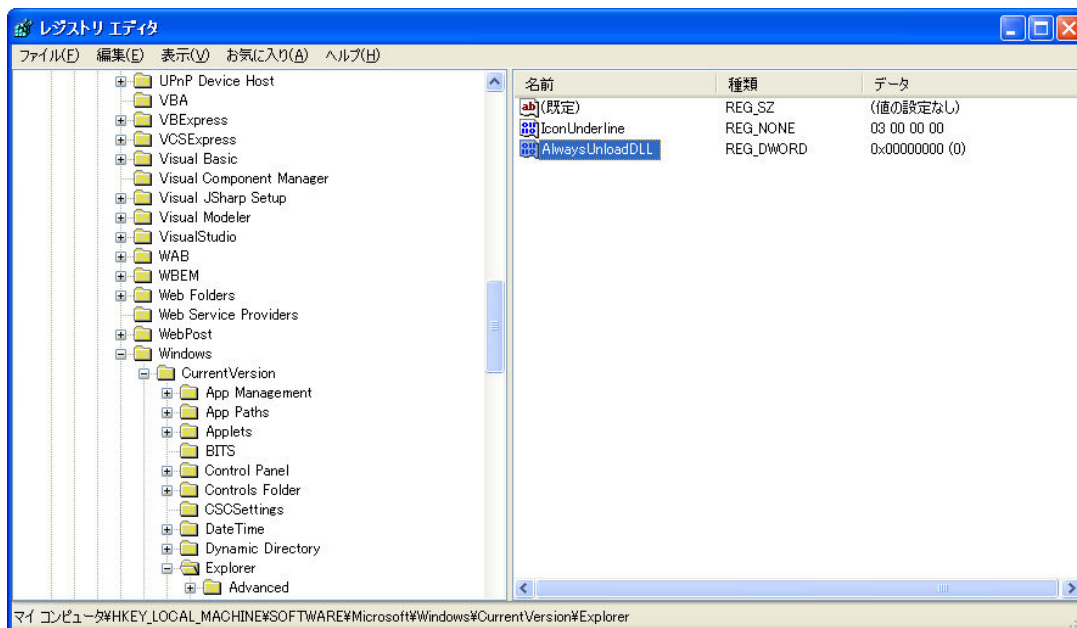 レジストリ エディタ
ファイル(F) 編集(E) 表示(V) お気に入り(A) ヘルプ(H)
UPnP Device Host
VBA
VBExpress
VCSExpress
Visual Basic
Visual Component Manager
Visual JSharp Setup
Visual Modeler
VisualStudio
WAB
WBEM
Web Folders
Web Service Providers
WebPost
Windows
CurrentVersion
App Management
App Paths
Applets
BITS
Control Panel
Controls Folder
CSCSettings
DateTime
Dynamic Directory
Explorer
Advanced
名前 種類 データ
ab (既定) REG_SZ (値の設定なし)
IconUnderline REG_NONE 03 00 00 00
AlwaysUnloadDLL REG_DWORD 0x00000000 (0)
マイ コンピュータ¥HKEY_LOCAL_MACHINE¥SOFTWARE¥Microsoft¥Windows¥CurrentVersion¥Explorer